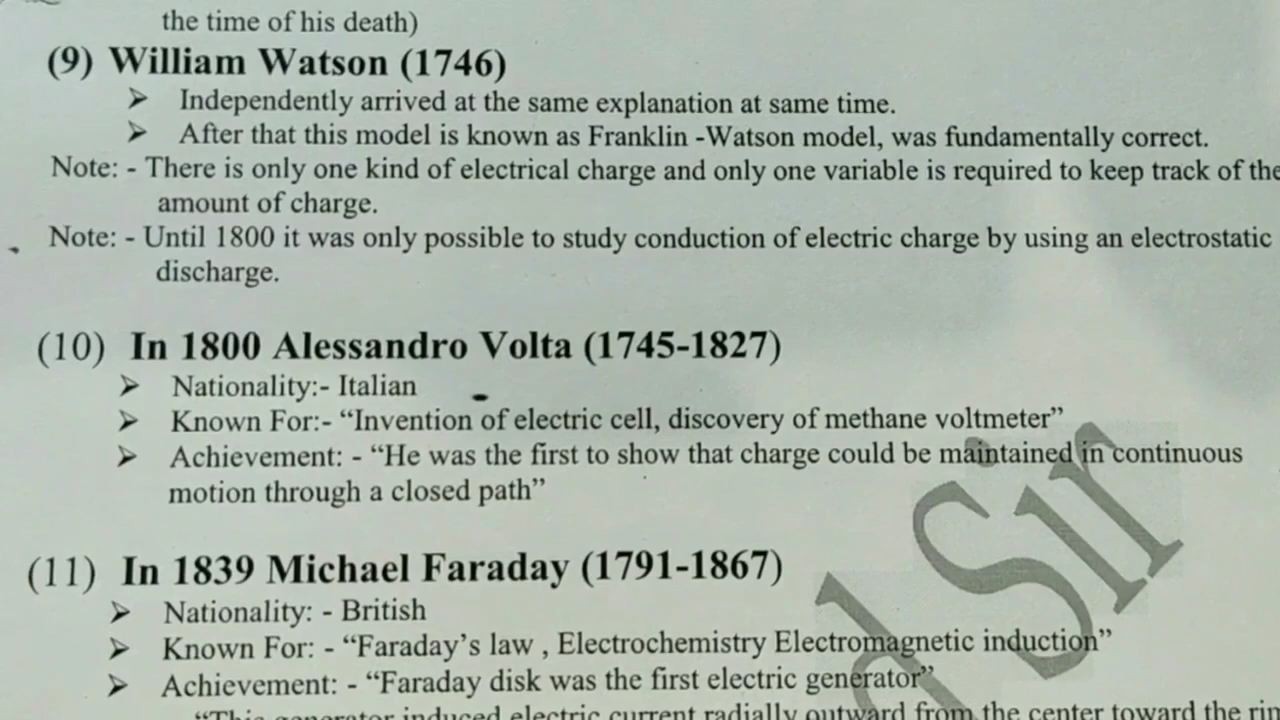 the time of his death)
(9) William Watson (1746)
➤ Independently arrived at the same explanation at same time.
➤ After that this model is known as Franklin -Watson model, was fundamentally correct.
Note: - There is only one kind of electrical charge and only one variable is required to keep track of the
amount of charge.
Note: - Until 1800 it was only possible to study conduction of electric charge by using an electrostatic
discharge.
(10) In 1800 Alessandro Volta (1745-1827)
➤ Nationality:- Italian
➤ Known For:- “Invention of electric cell, discovery of methane voltmeter”
➤ Achievement: - “He was the first to show that charge could be maintained in continuous
motion through a closed path”
(11) In 1839 Michael Faraday (1791-1867)
➤ Nationality: - British
➤ Known For: - “Faraday’s law , Electrochemistry Electromagnetic induction”
➤ Achievement: - “Faraday disk was the first electric generator”
“This generator induced electric current radially outward from the center toward the rim
Sir